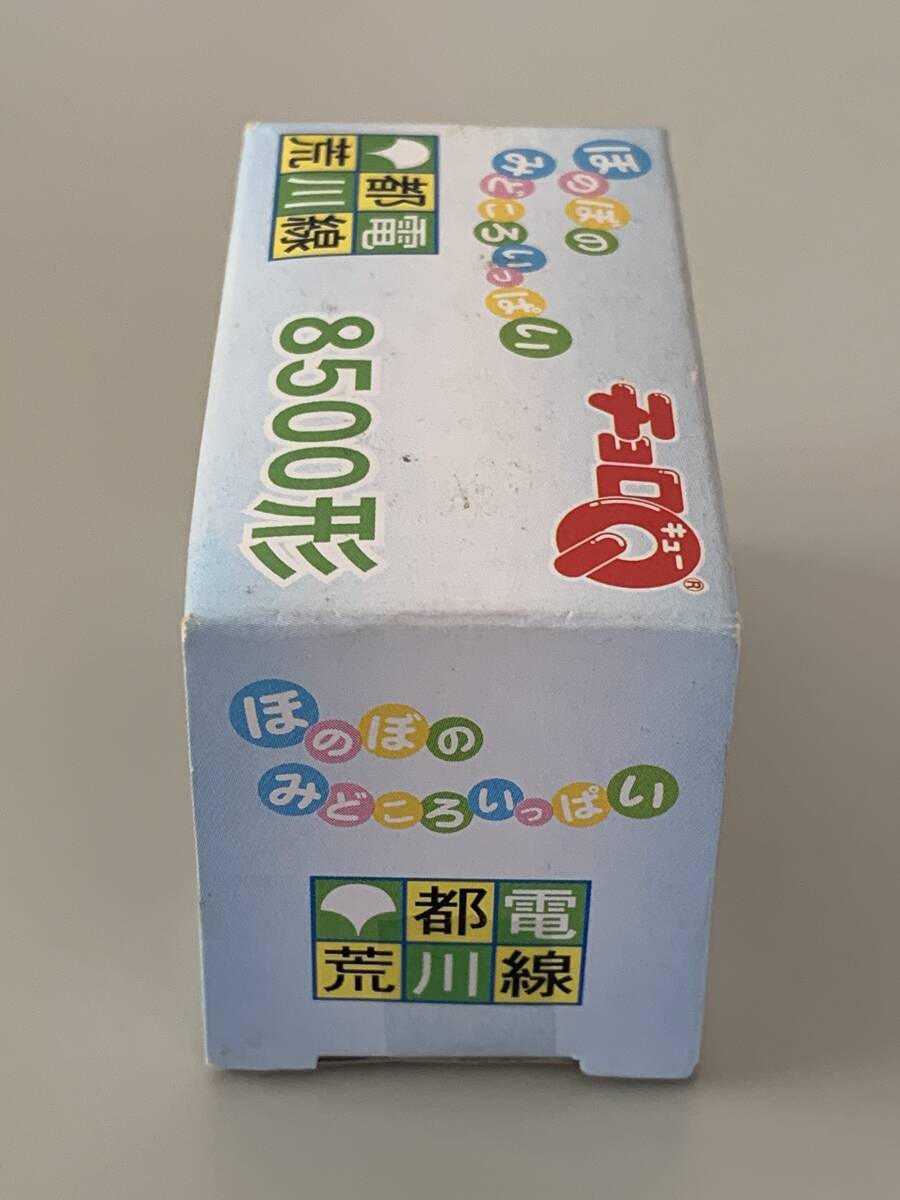 ほのぼの
みどころいっぱい
都電
荒川線
8500形
チョロQ
キュー
®
ほのぼの
みどころいっぱい
都電
荒川線